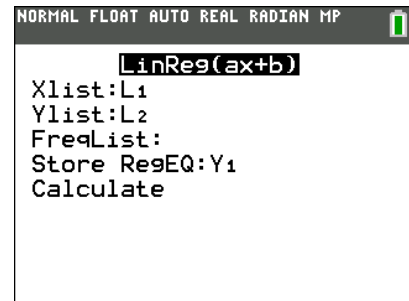 NORMAL FLOAT AUTO REAL RADIAN MP
LinReg(ax+b)
Xlist:L₁
Ylist:L₂
FreqList:
Store RegEQ:Y₁
Calculate